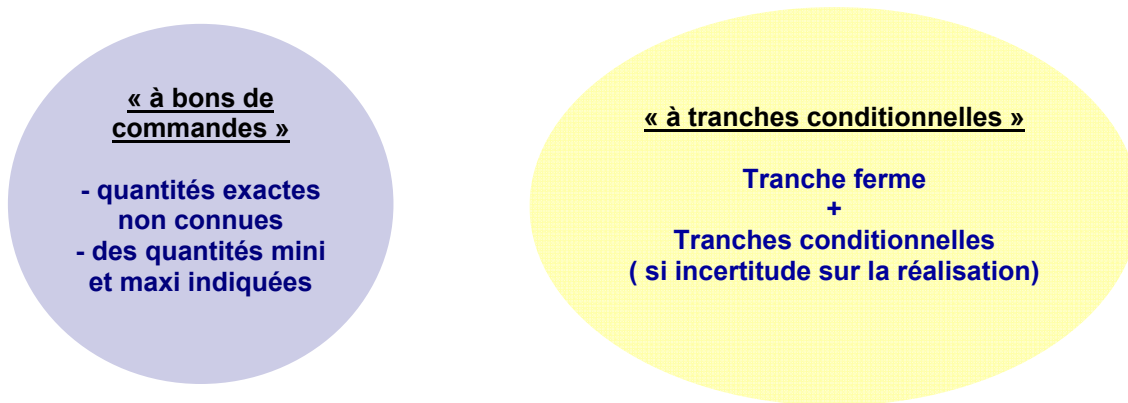 « à bons de
commandes »
- quantités exactes
non connues
- des quantités mini
et maxi indiquées
« à tranches conditionnelles »
Tranche ferme
+
Tranches conditionnelles
( si incertitude sur la réalisation)